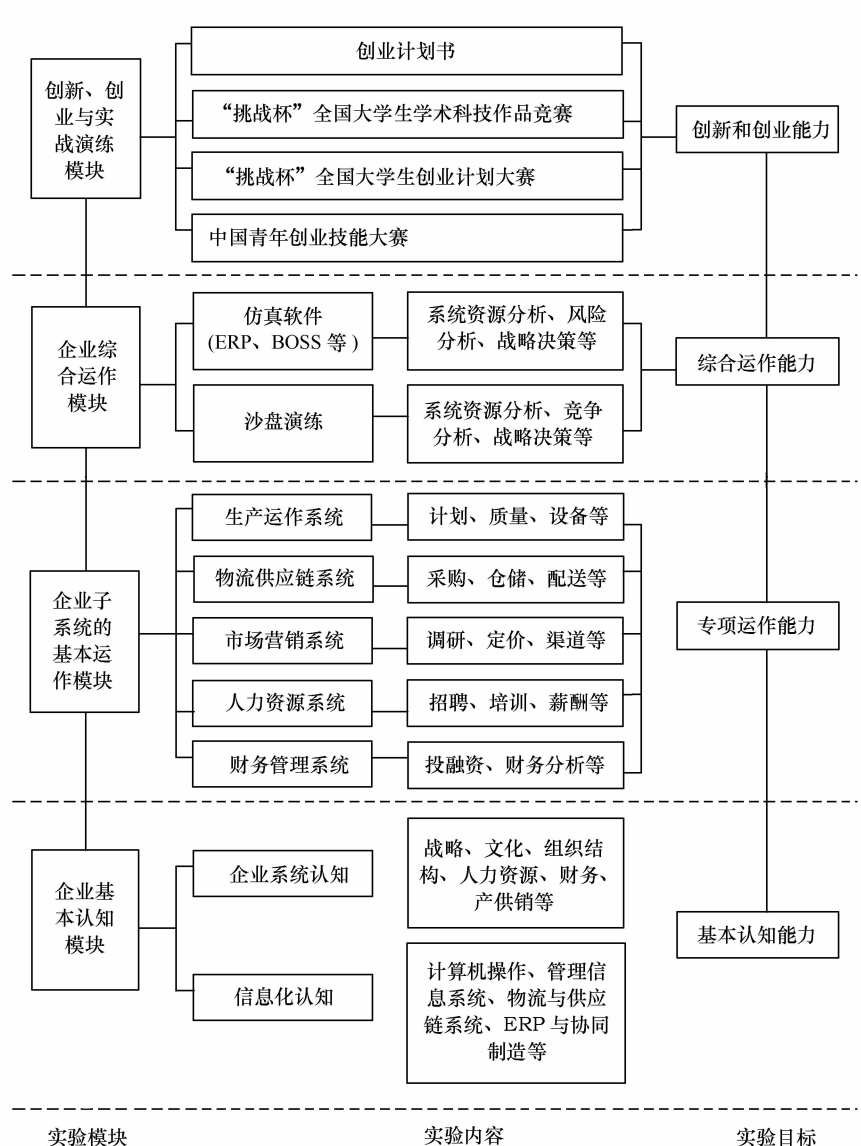 创新、创
业与实
战演练
模块
创业计划书
“挑战杯”全国大学生学术科技作品竞赛
“挑战杯”全国大学生创业计划大赛
中国青年创业技能大赛
创新和创业能力
企业综
合运作
模块
仿真软件
(ERP、BOSS 等 )
系统资源分析、风险
分析、战略决策等
沙盘演练
系统资源分析、竞争
分析、战略决策等
综合运作能力
企业子
系统的
基本运
作模块
生产运作系统
计划、质量、设备等
物流供应链系统
采购、仓储、配送等
市场营销系统
调研、定价、渠道等
人力资源系统
招聘、培训、薪酬等
财务管理系统
投融资、财务分析等
专项运作能力
企业基
本认知
模块
企业系统认知
战略、文化、组织结
构、人力资源、财务、
产供销等
信息化认知
计算机操作、管理信
息系统、物流与供应
链系统、ERP 与协同
制造等
基本认知能力
实验模块
实验内容
实验目标